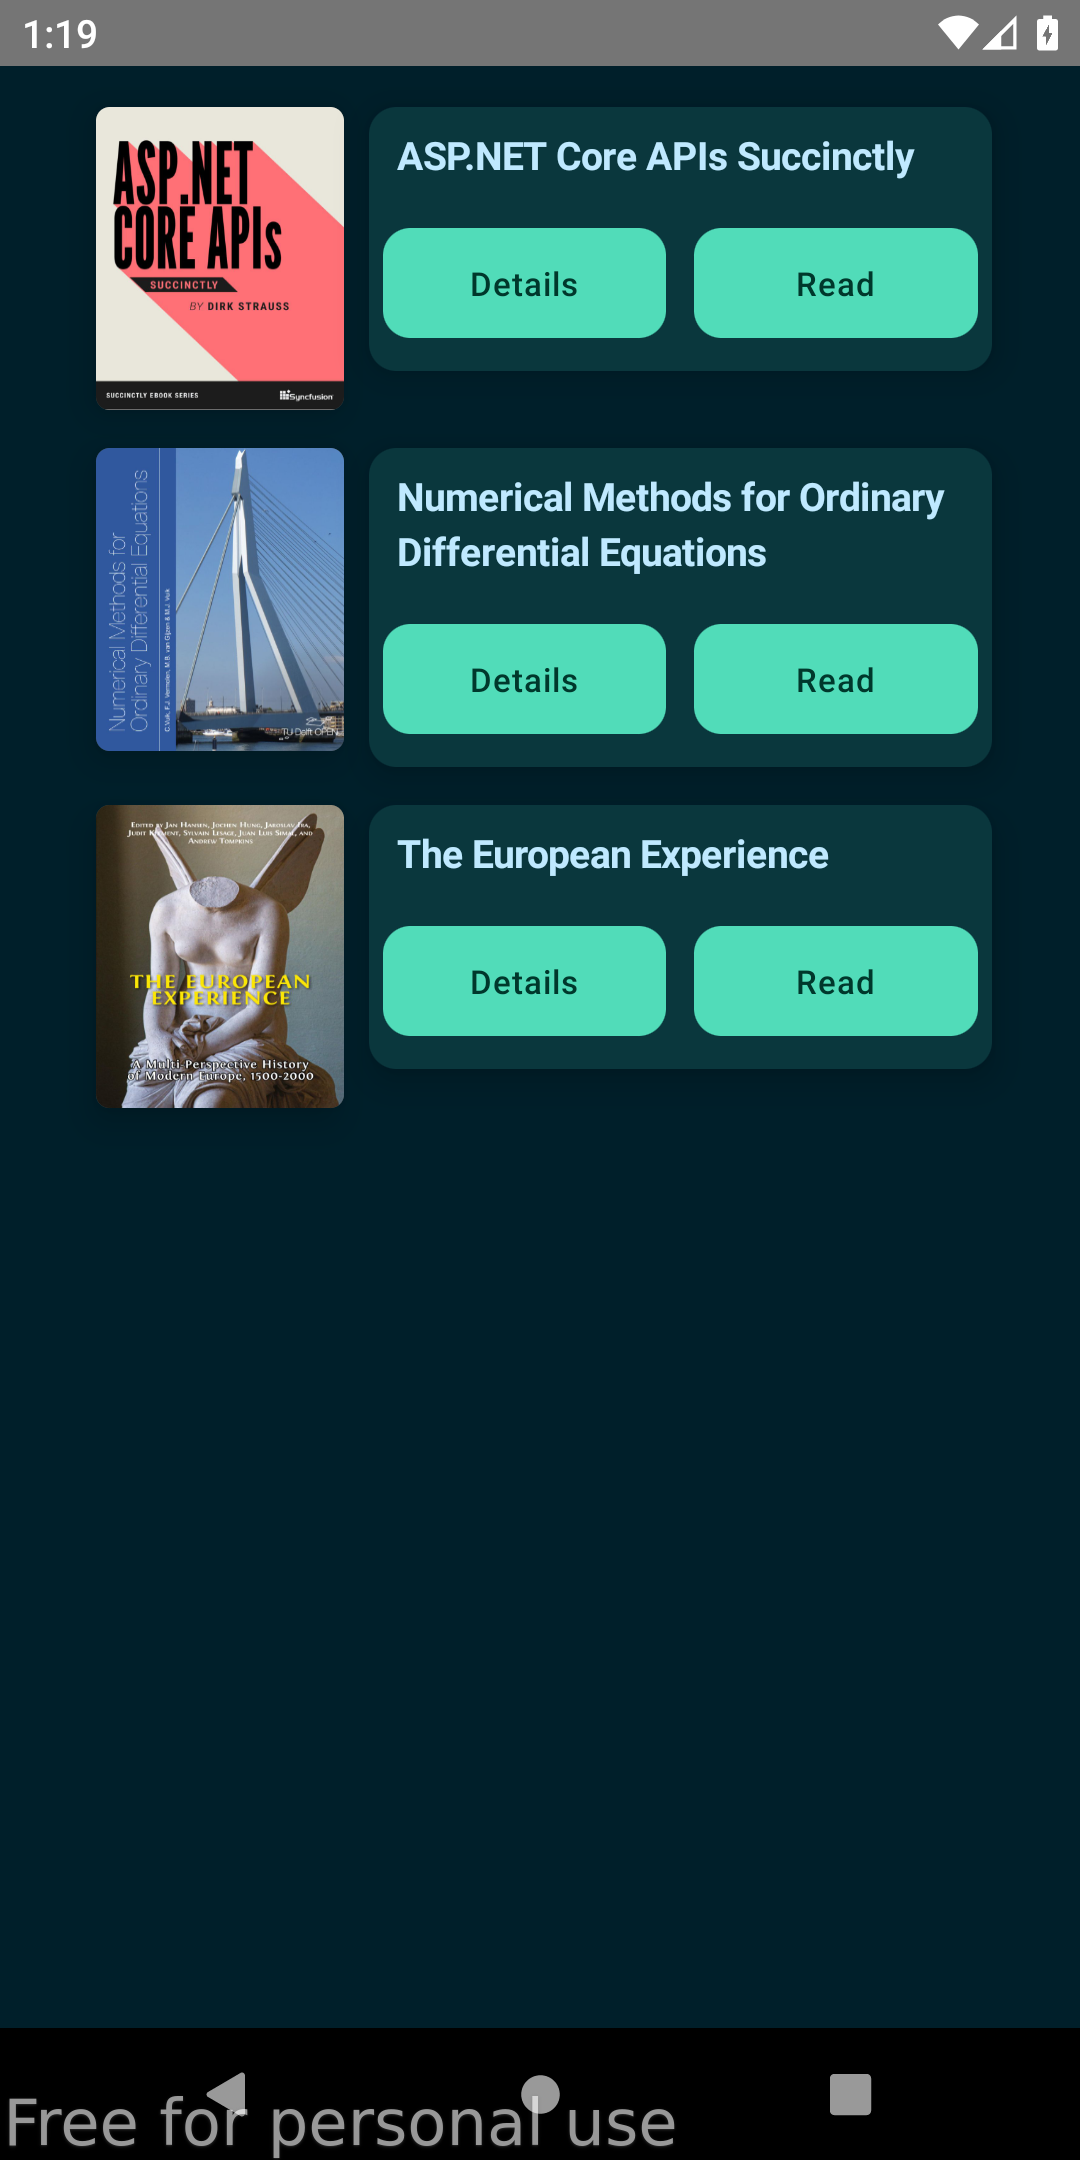 1:19
ASP.NET
CORE APIs
SUCCINCTLY
BY DIRK STRAUSS
SUCCINCTLY EBOOK SERIES
Syncfusion
ASP.NET Core APIs Succinctly
Details
Read
Numerical Methods for
Ordinary Differential Equations
C. Vuik, F.J. Vermolen, M.B. van Gijzen & M.J. Vuik
TU Delft OPEN
Numerical Methods for Ordinary
Differential Equations
Details
Read
Edited by Jan Hansen, Jochen Hung, Jaroslav Ira,
Judit Klement, Sylvain Lesage, Juan Luis Simal, and
Andrew Tompkins
THE EUROPEAN
EXPERIENCE
A Multi-Perspective History
of Modern Europe, 1500-2000
The European Experience
Details
Read
Free for personal use